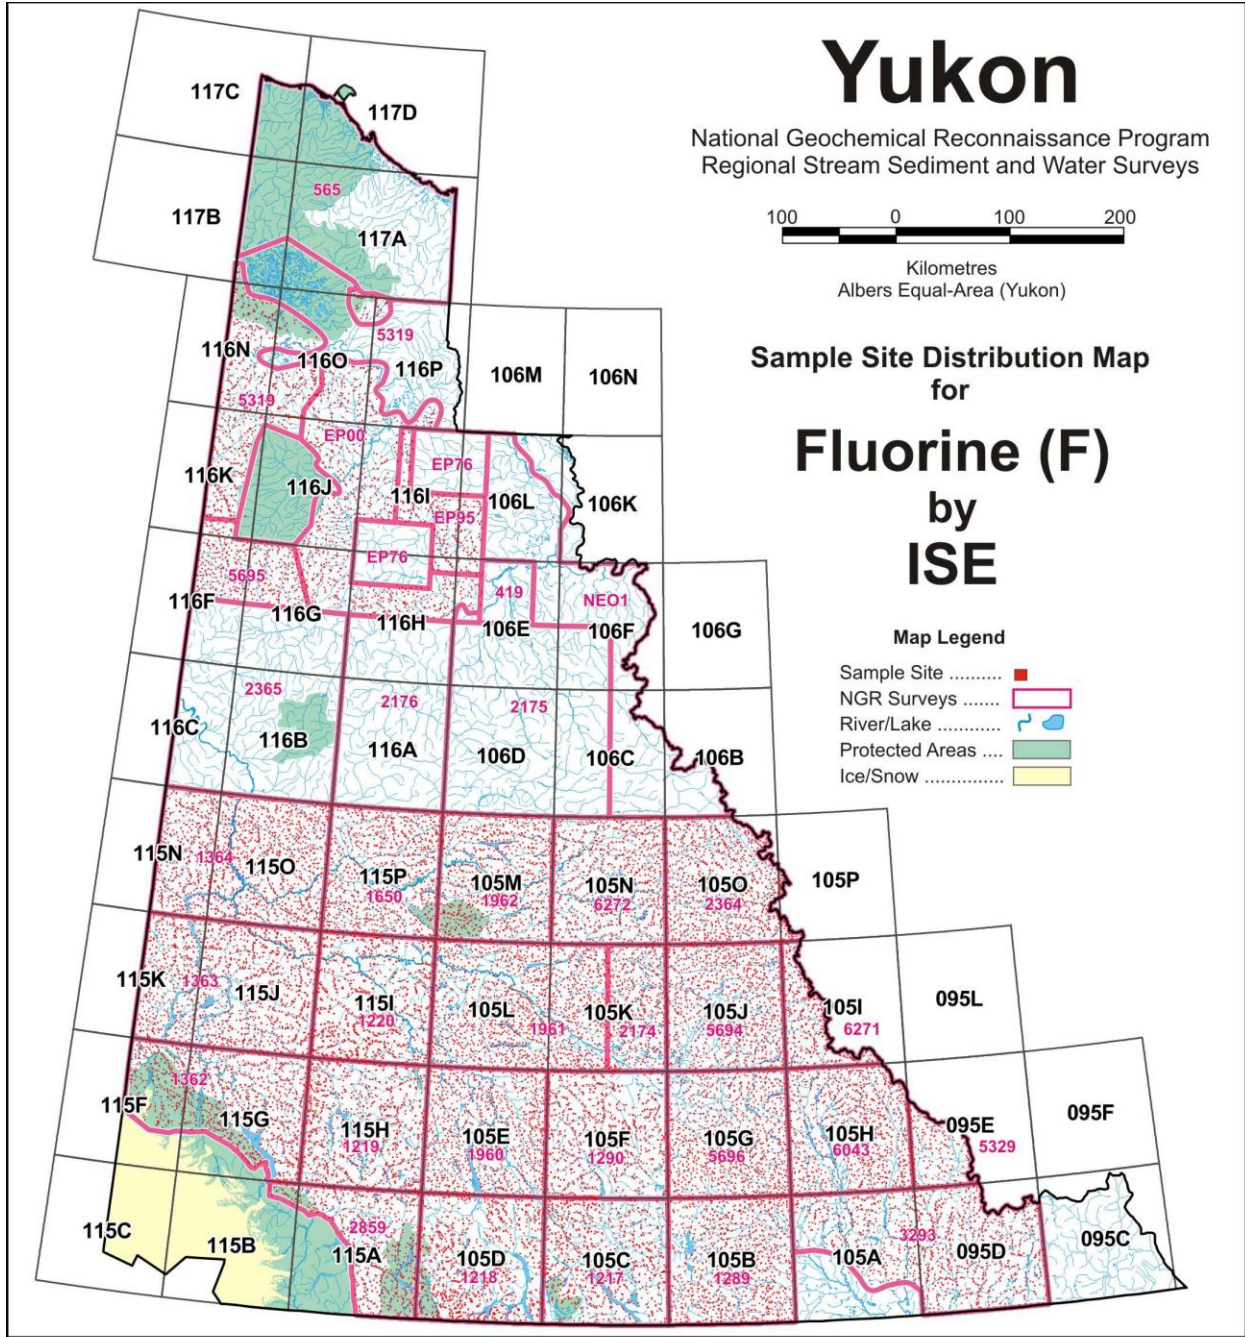 Yukon
National Geochemical Reconnaissance Program
Regional Stream Sediment and Water Surveys
100 0 100 200
Kilometres
Albers Equal-Area (Yukon)
Sample Site Distribution Map
for
Fluorine (F)
by
ISE
Map Legend
Sample Site ..........
NGR Surveys .......
River/Lake ............
Protected Areas ....
Ice/Snow ...............
117C
117D
565
117B
117A
5319
116N
116O
116P
106M
106N
5319
EP00
EP76
116K
116J
116I
106L
106K
EP95
EP76
5695
419
NEO1
116F
116G
116H
106E
106F
106G
2365
2176
2175
116C
116B
116A
106D
106C
106B
115N
1364
115O
115P
1650
105M
1962
105N
6272
105O
2364
105P
115K
1363
115J
115I
1220
105L
1961
105K
2174
105J
5694
105I
6271
095L
1362
115F
115G
115H
1219
105E
1960
105F
1290
105G
5696
105H
6043
095E
5329
095F
115C
115B
2859
115A
105D
1218
105C
1217
105B
1289
105A
3293
095D
095C